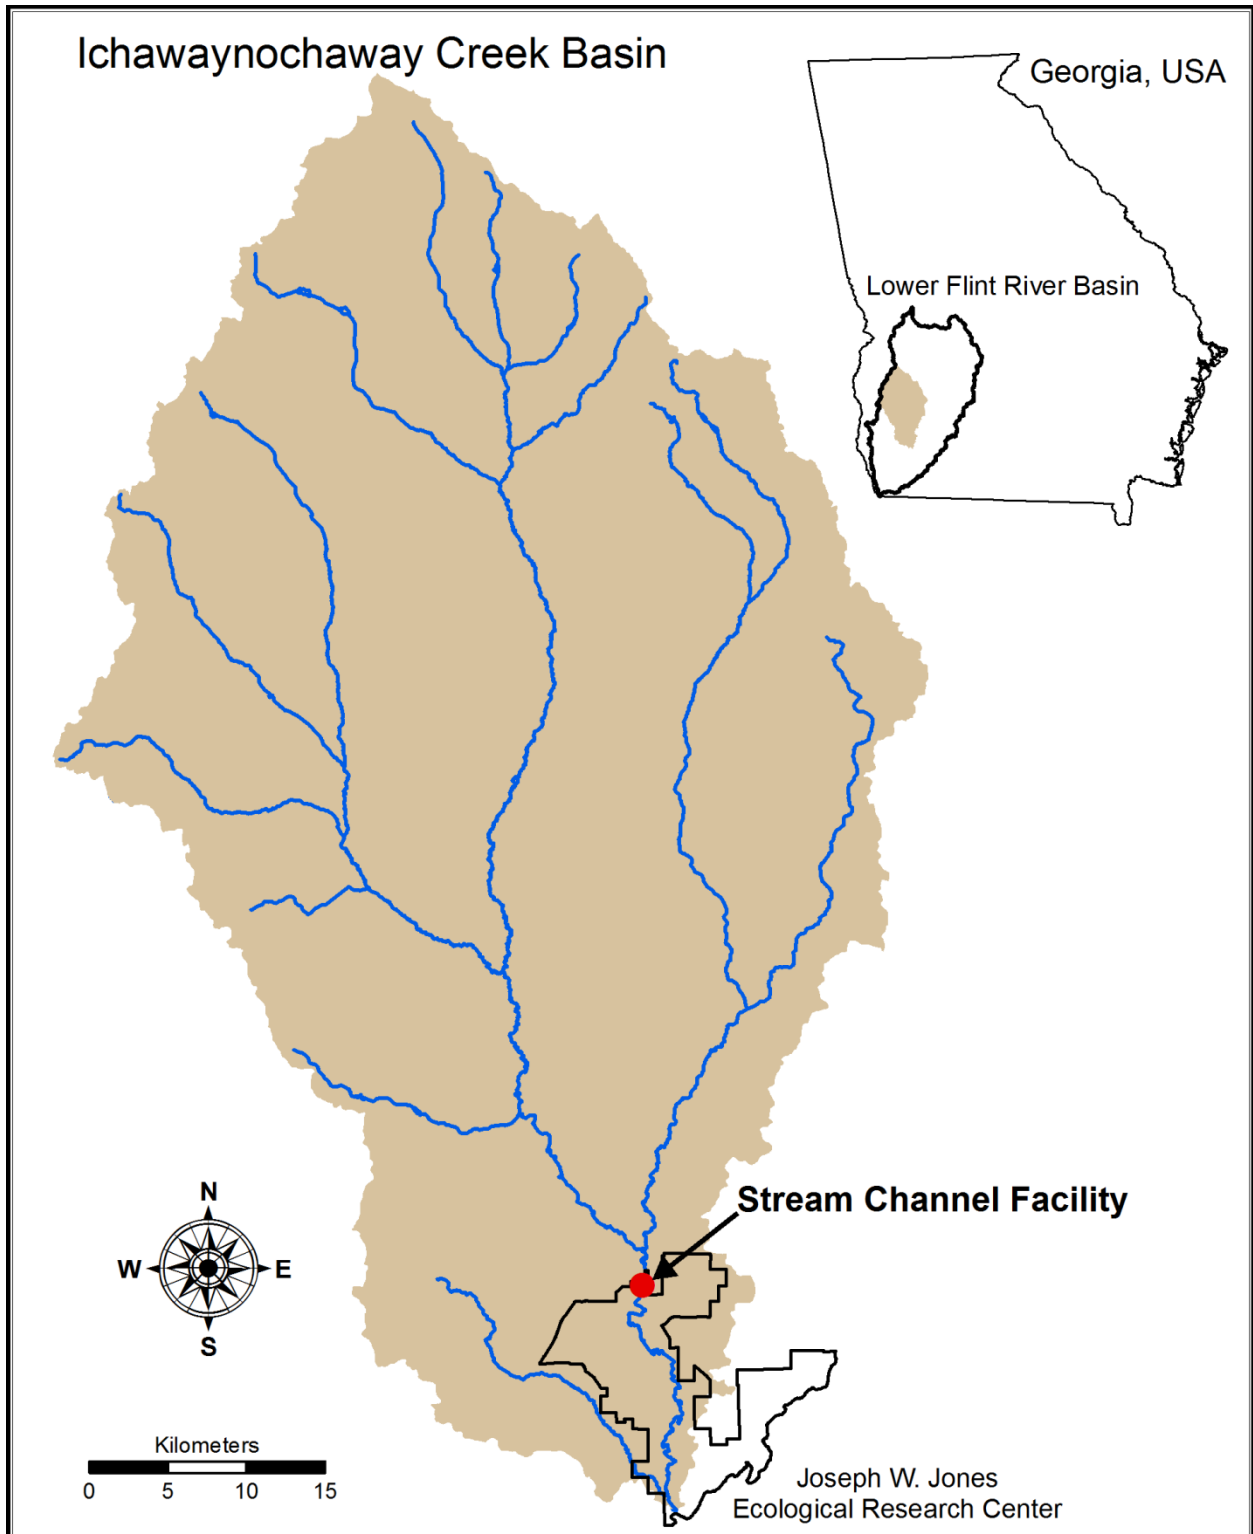 Ichawaynochaway Creek Basin
Georgia, USA
Lower Flint River Basin
Stream Channel Facility
N
W
E
S
Kilometers
0 5 10 15
Joseph W. Jones
Ecological Research Center